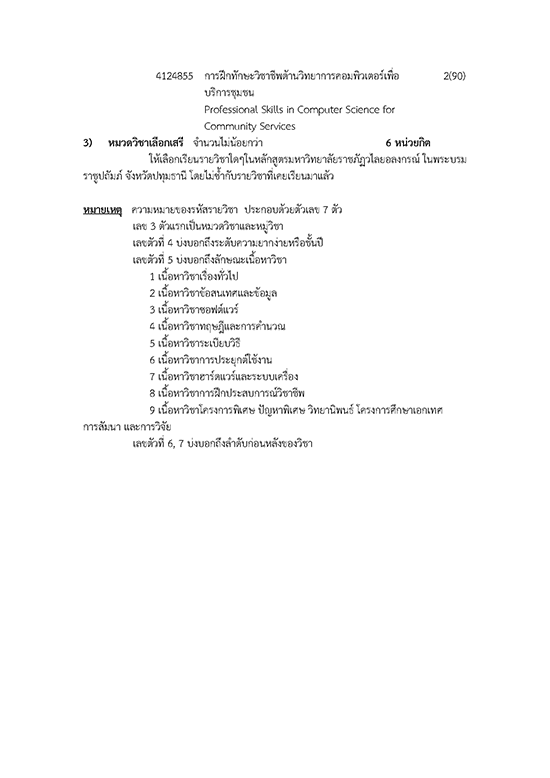 4124855 การฝึกทักษะวิชาชีพด้านวิทยาการคอมพิวเตอร์เพื่อ 2(90)
บริการชุมชน
Professional Skills in Computer Science for
Community Services
3) หมวดวิชาเลือกเสรี จำนวนไม่น้อยกว่า 6 หน่วยกิต
ให้เลือกเรียนรายวิชาใดๆในหลักสูตรมหาวิทยาลัยราชภัฏวไลยอลงกรณ์ ในพระบรม
ราชูปถัมภ์ จังหวัดปทุมธานี โดยไม่ซ้ำกับรายวิชาที่เคยเรียนมาแล้ว
หมายเหตุ ความหมายของรหัสรายวิชา ประกอบด้วยตัวเลข 7 ตัว
เลข 3 ตัวแรกเป็นหมวดวิชาและหมู่วิชา
เลขตัวที่ 4 บ่งบอกถึงระดับความยากง่ายหรือชั้นปี
เลขตัวที่ 5 บ่งบอกถึงลักษณะเนื้อหาวิชา
1 เนื้อหาวิชาเรื่องทั่วไป
2 เนื้อหาวิชาข้อสนเทศและข้อมูล
3 เนื้อหาวิชาซอฟต์แวร์
4 เนื้อหาวิชาทฤษฎีและการคำนวณ
5 เนื้อหาวิชาระเบียบวิธี
6 เนื้อหาวิชาการประยุกต์ใช้งาน
7 เนื้อหาวิชาฮาร์ดแวร์และระบบเครื่อง
8 เนื้อหาวิชาการฝึกประสบการณ์วิชาชีพ
9 เนื้อหาวิชาโครงการพิเศษ ปัญหาพิเศษ วิทยานิพนธ์ โครงการศึกษาเอกเทศ
การสัมนา และการวิจัย
เลขตัวที่ 6, 7 บ่งบอกถึงลำดับก่อนหลังของวิชา